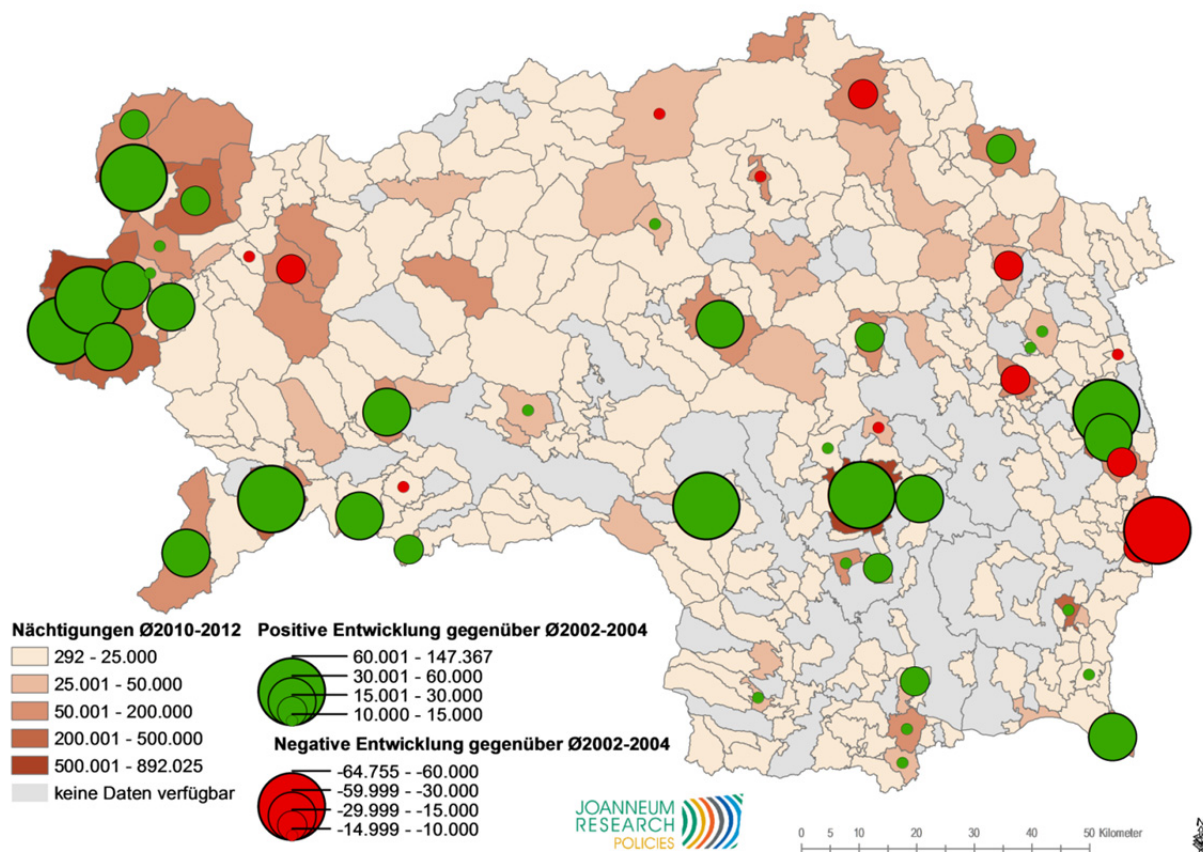 Nächtigungen Ø2010-2012
292 - 25.000
25.001 - 50.000
50.001 - 200.000
200.001 - 500.000
500.001 - 892.025
keine Daten verfügbar
Positive Entwicklung gegenüber Ø2002-2004
60.001 - 147.367
30.001 - 60.000
15.001 - 30.000
10.000 - 15.000
Negative Entwicklung gegenüber Ø2002-2004
-64.755 - -60.000
-59.999 - -30.000
-29.999 - -15.000
-14.999 - -10.000
JOANNEUM
RESEARCH
POLICIES
0 5 10 20 30 40 50 Kilometer